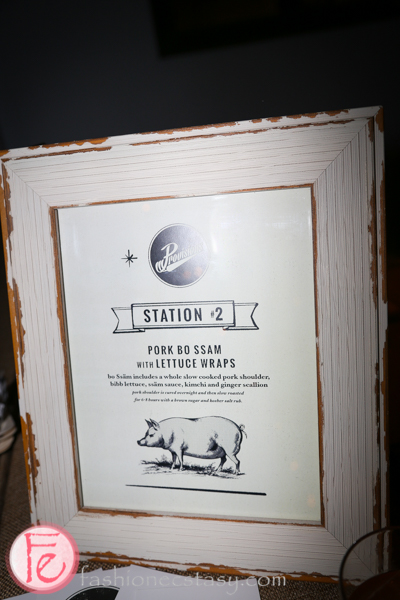 STATION #2
PORK BO SSAM
WITH LETTUCE WRAPS
bo Ssäm includes a whole slow cooked pork shoulder,
bibb lettuce, ssäm sauce, kimchi and ginger scallion
pork shoulder is cured overnight and then slow roasted
for 6-8 hours with a brown sugar and kosher salt rub.
Fe
fashionecstasy.com